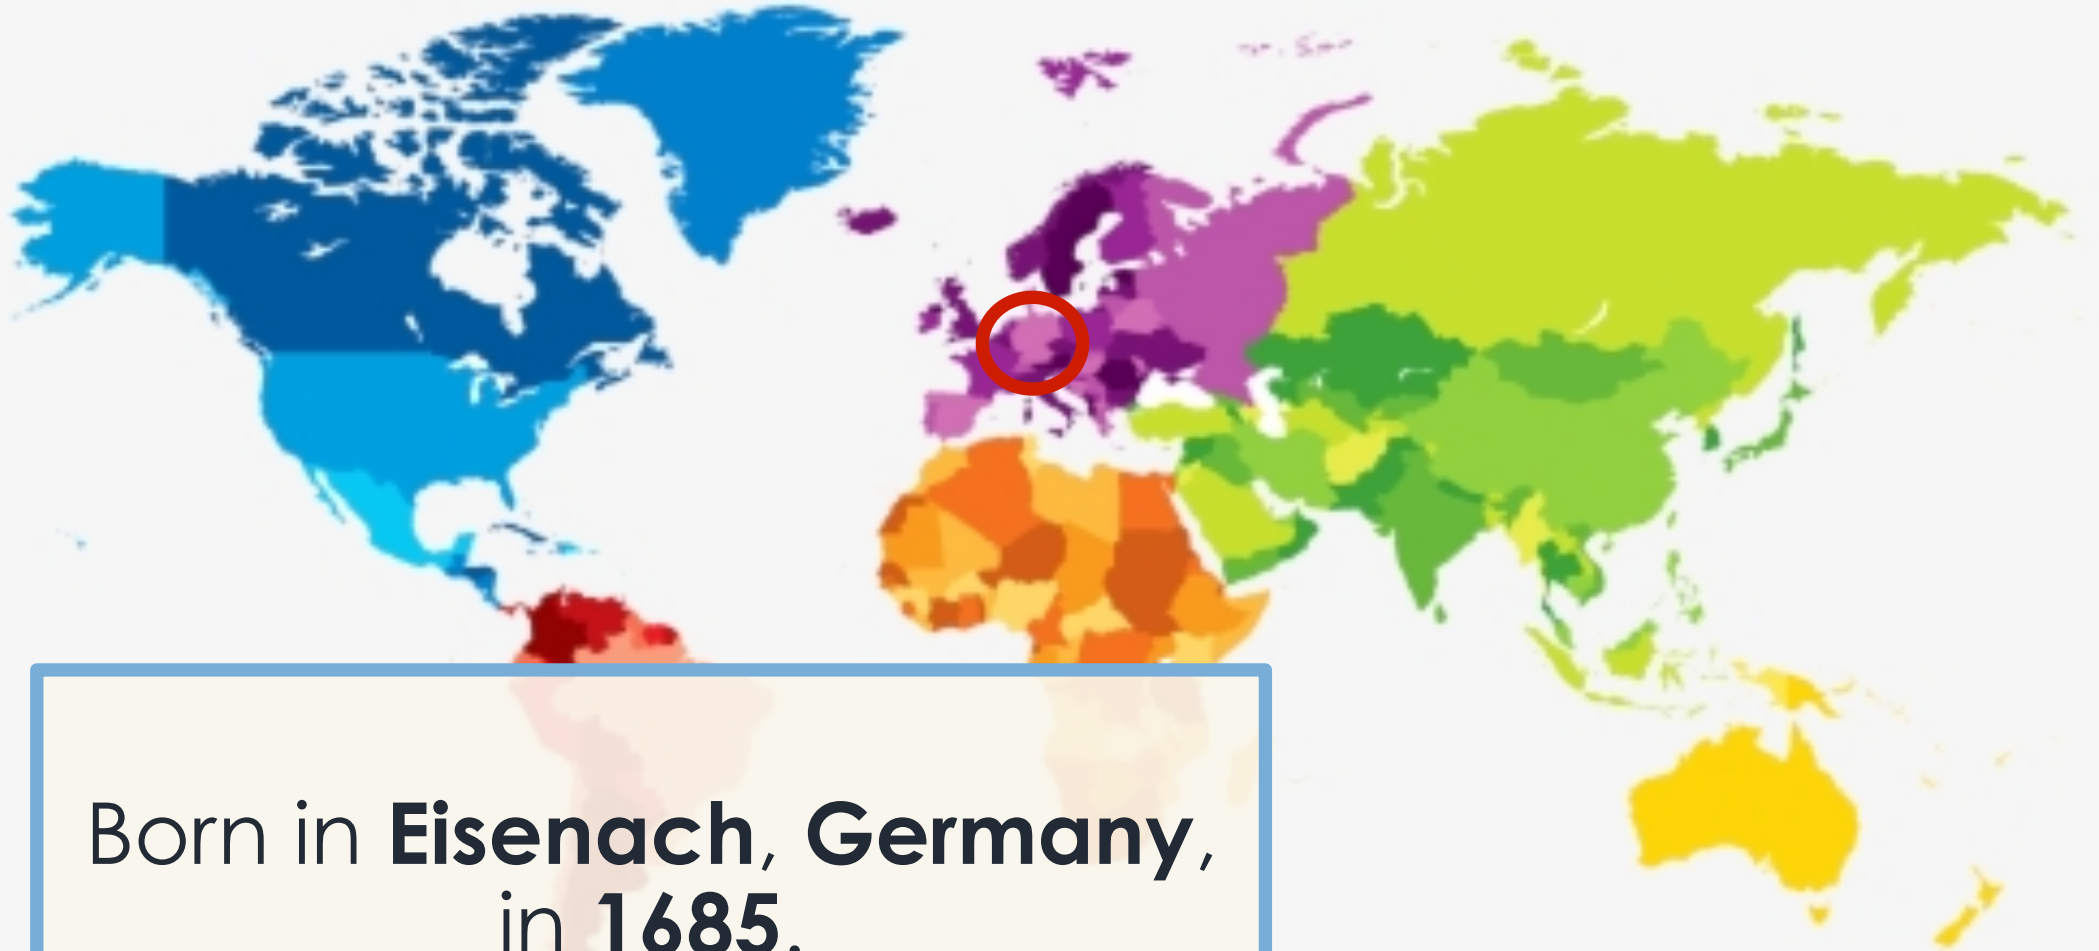 Born in Eisenach, Germany,
in 1685.